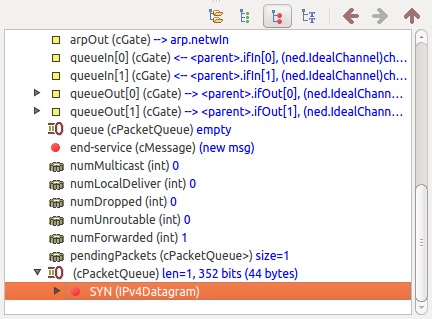 arpOut (cGate) --> arp.netwIn
queueIn[0] (cGate) <-- <parent>.ifIn[0], (ned.IdealChannel)ch...
queueIn[1] (cGate) <-- <parent>.ifIn[1], (ned.IdealChannel)ch...
queueOut[0] (cGate) --> <parent>.ifOut[0], (ned.IdealChann...
queueOut[1] (cGate) --> <parent>.ifOut[1], (ned.IdealChann...
queue (cPacketQueue) empty
end-service (cMessage) (new msg)
numMulticast (int) 0
numLocalDeliver (int) 0
numDropped (int) 0
numUnroutable (int) 0
numForwarded (int) 1
pendingPackets (cPacketQueue>) size=1
(cPacketQueue) len=1, 352 bits (44 bytes)
SYN (IPv4Datagram)